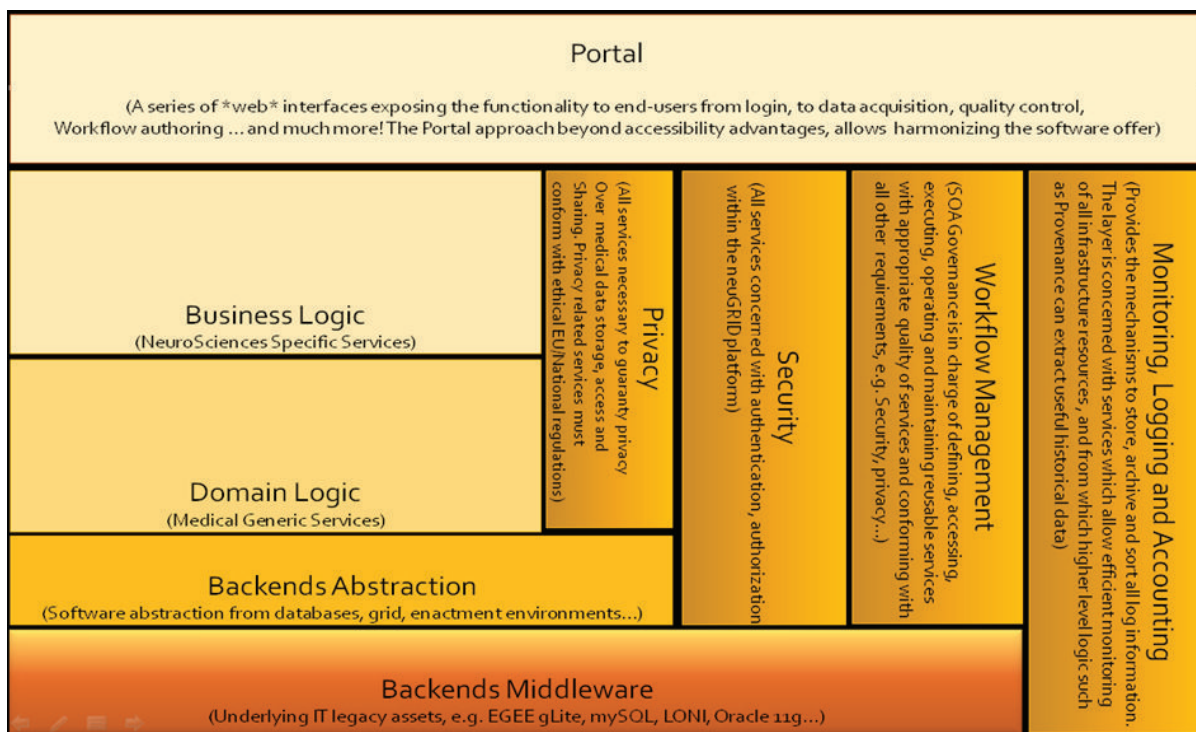 Portal
(A series of *web* interfaces exposing the functionality to end-users from login, to data acquisition, quality control,
Workflow authoring ... and much more! The Portal approach beyond accessibility advantages, allows harmonizing the software offer)
Business Logic
(NeuroSciences Specific Services)
Domain Logic
(Medical Generic Services)
Backends Abstraction
(Software abstraction from databases, grid, enactment environments...)
Backends Middleware
(Underlying IT legacy assets, e.g. EGEE gLite, mySQL, LONI, Oracle 11g...)
Privacy
(All services necessary to guaranty privacy
Over medical data storage, access and
Sharing. Privacy related services must
conform with ethical EU/National regulations)
Security
(All services concerned with authentication, authorization
within the neuGRID platform)
Workflow Management
(SOA Governance is in charge of defining, accessing,
executing, operating and maintaining reusable services
with appropriate quality of services and conforming with
all other requirements, e.g. Security, privacy...)
Monitoring, Logging and Accounting
(Provides the mechanisms to store, archive and sort all log information.
The layer is concerned with services which allow efficient monitoring
of all infrastructure resources, and from which higher level logic such
as Provenance can extract useful historical data)